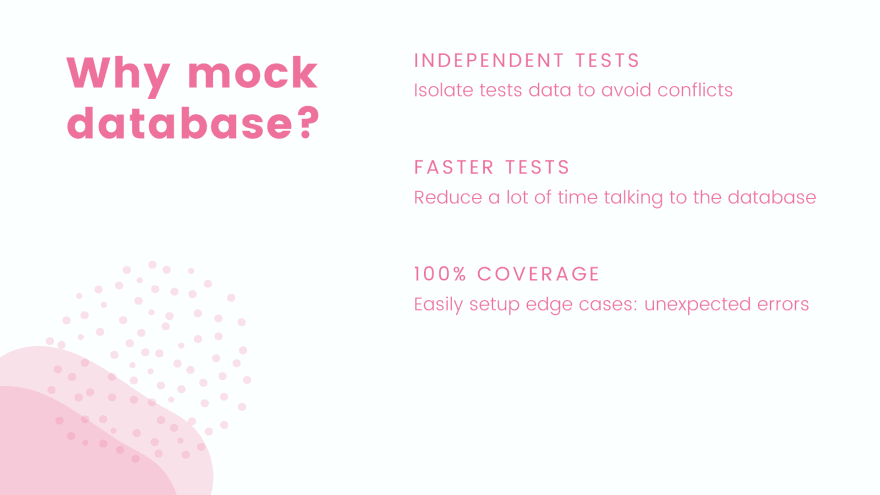 Why mock
database?
INDEPENDENT TESTS
Isolate tests data to avoid conflicts
FASTER TESTS
Reduce a lot of time talking to the database
100% COVERAGE
Easily setup edge cases: unexpected errors